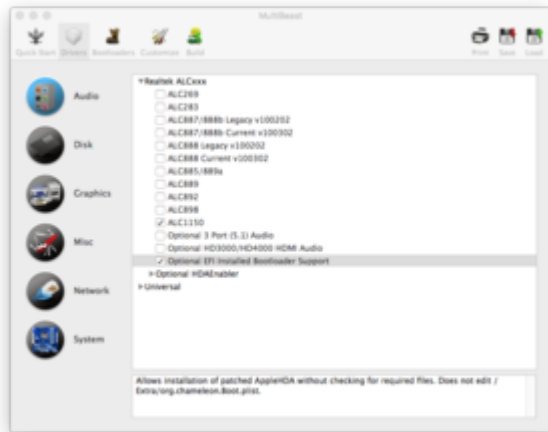 MultiBeast
Quick Start
Drivers
Bootloaders
Customize
Build
Print
Save
Load
Audio
Disk
Graphics
Misc
Network
System
Realtek ALCxxx
ALC269
ALC283
ALC887/888b Legacy v100202
ALC887/888b Current v100302
ALC888 Legacy v100202
ALC888 Current v100302
ALC885/889a
ALC889
ALC892
ALC898
ALC1150
Optional 3 Port (5.1) Audio
Optional HD3000/HD4000 HDMI Audio
Optional EFI Installed Bootloader Support
Optional HDAEnabler
Universal
Allows installation of patched AppleHDA without checking for required files. Does not edit /
Extra/org.chameleon.Boot.plist.